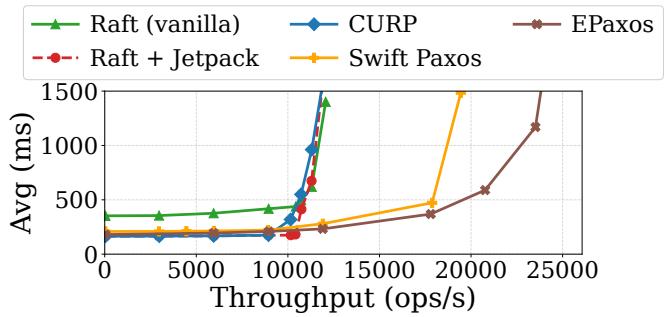 Raft (vanilla) CURP EPaxos
Raft + Jetpack Swift Paxos
1500
1000
500
0
Avg (ms)
0 5000 10000 15000 20000 25000
Throughput (ops/s)